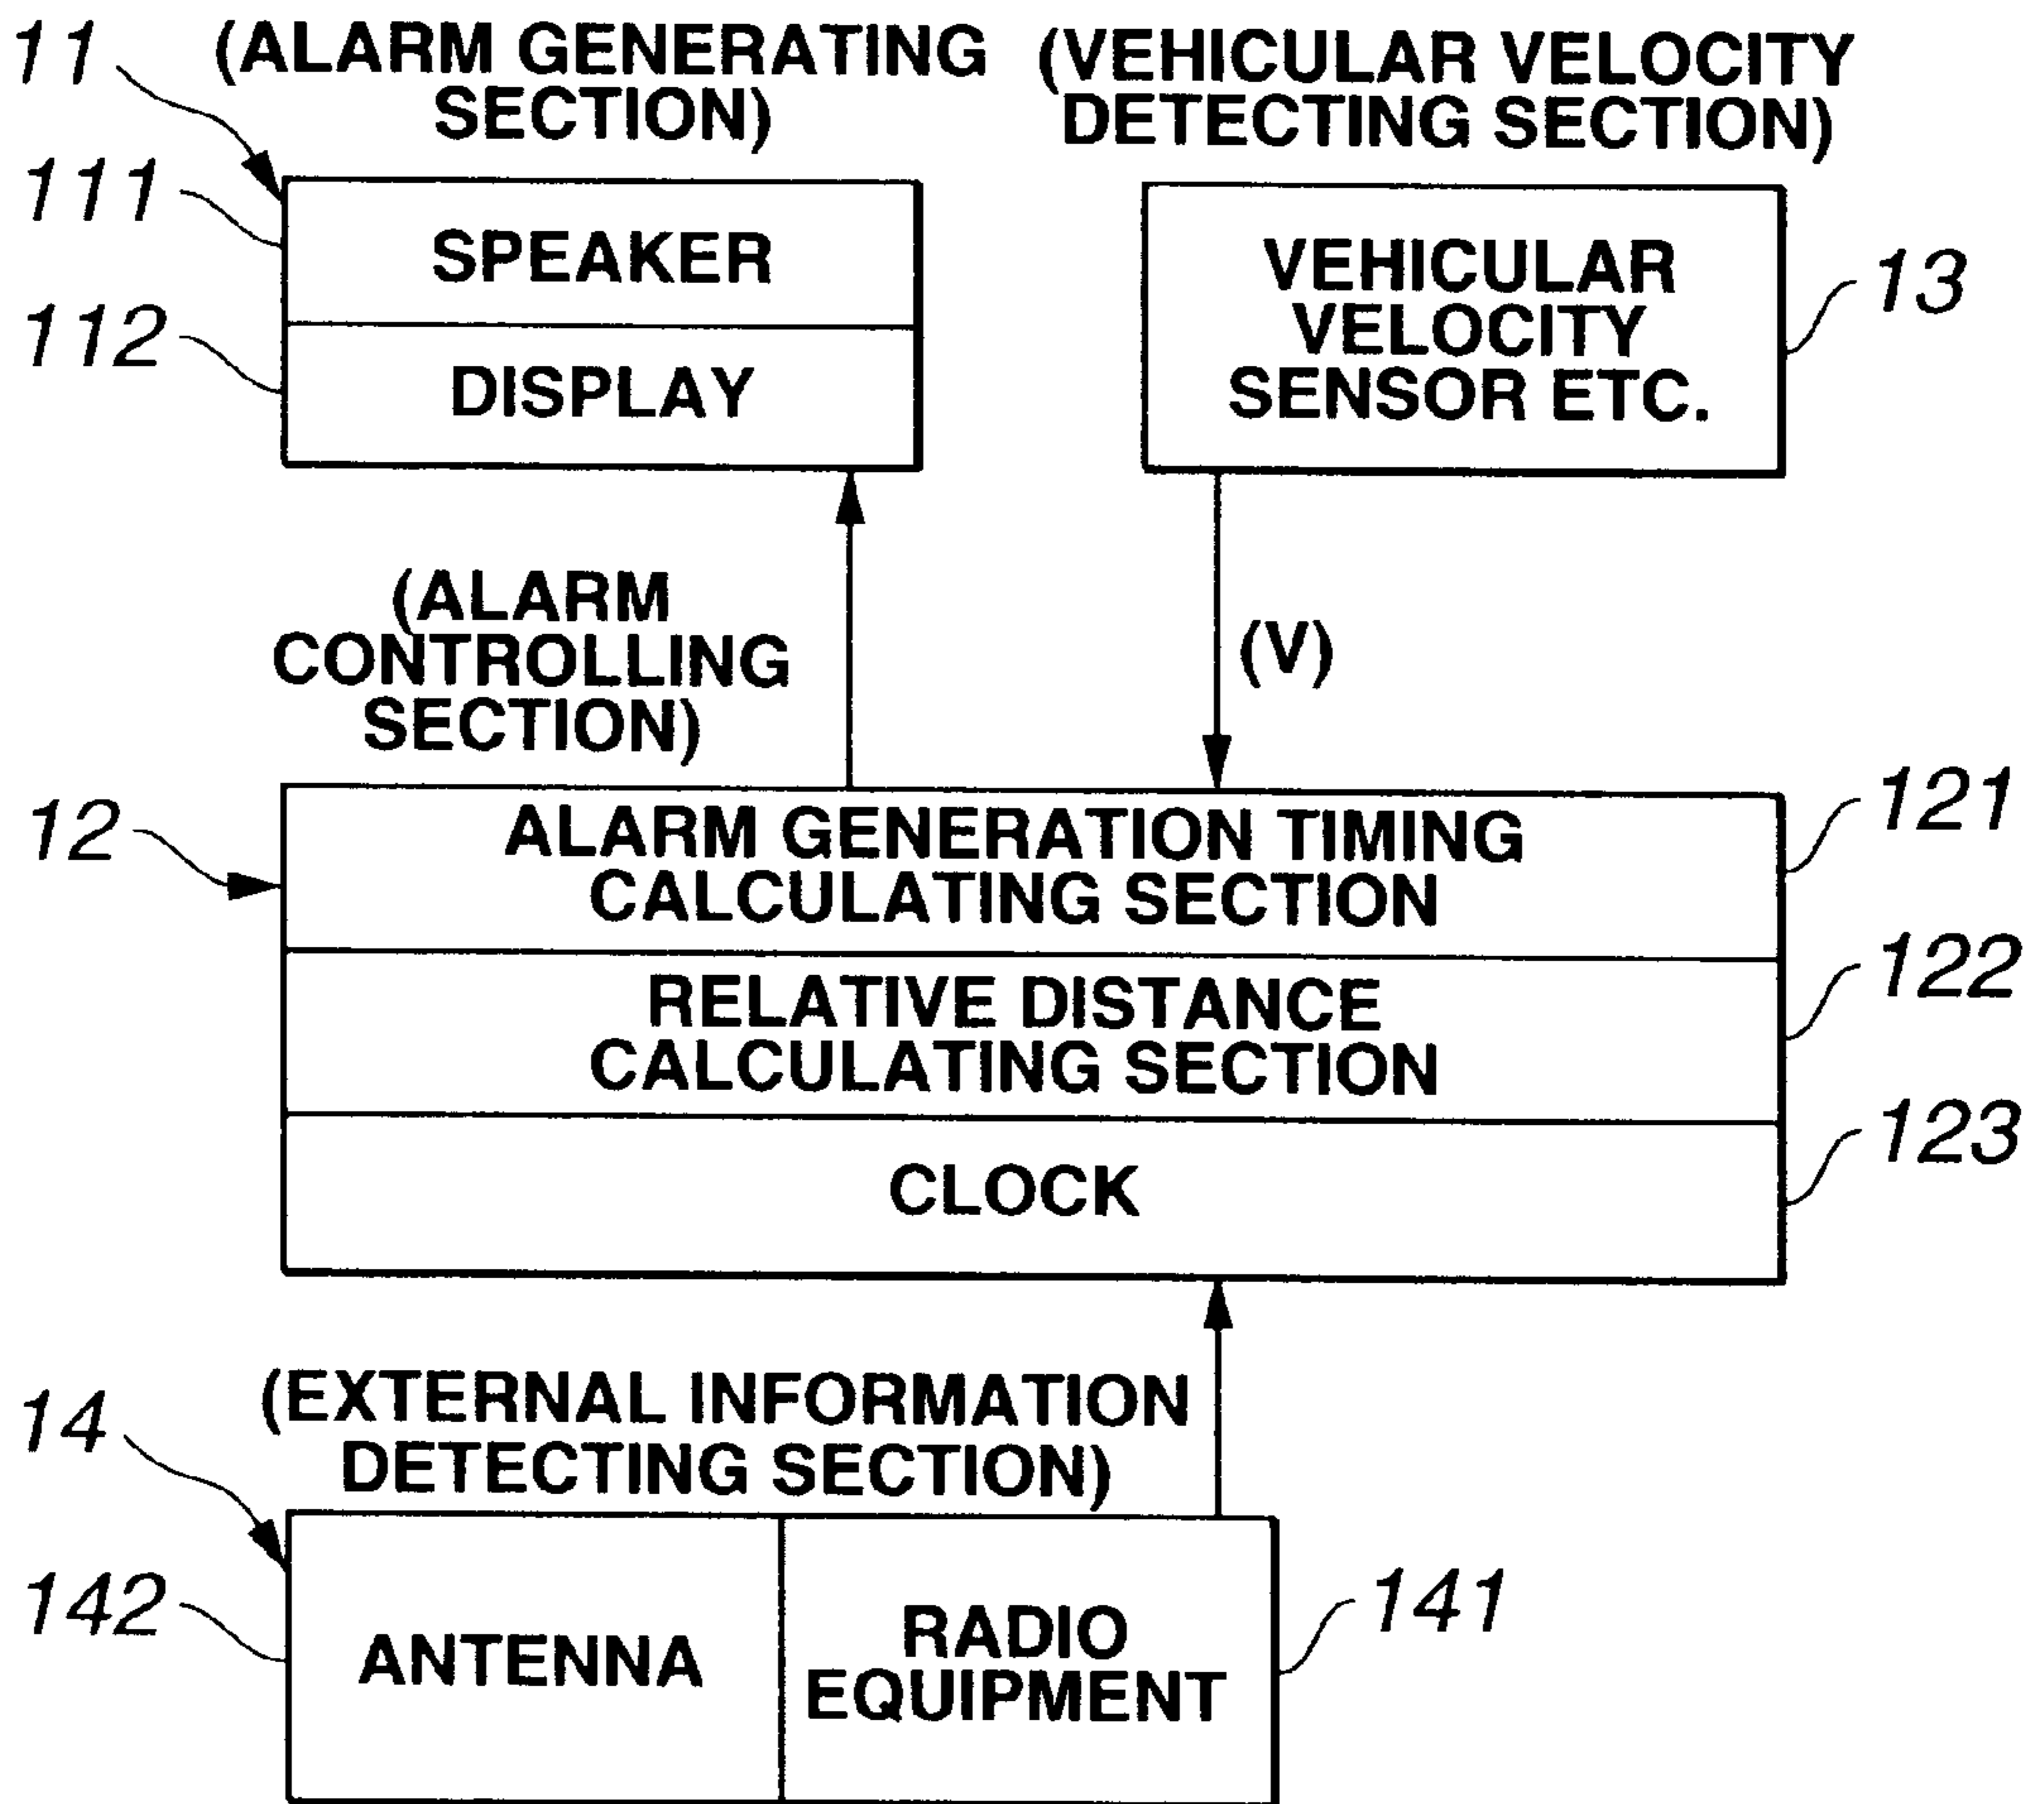 11
(ALARM GENERATING
SECTION)
(VEHICULAR VELOCITY
DETECTING SECTION)
111
SPEAKER
112
DISPLAY
VEHICULAR
VELOCITY
SENSOR ETC.
13
(ALARM
CONTROLLING
SECTION)
(V)
12
ALARM GENERATION TIMING
CALCULATING SECTION
121
RELATIVE DISTANCE
CALCULATING SECTION
122
CLOCK
123
14
(EXTERNAL INFORMATION
DETECTING SECTION)
142
ANTENNA
RADIO
EQUIPMENT
141